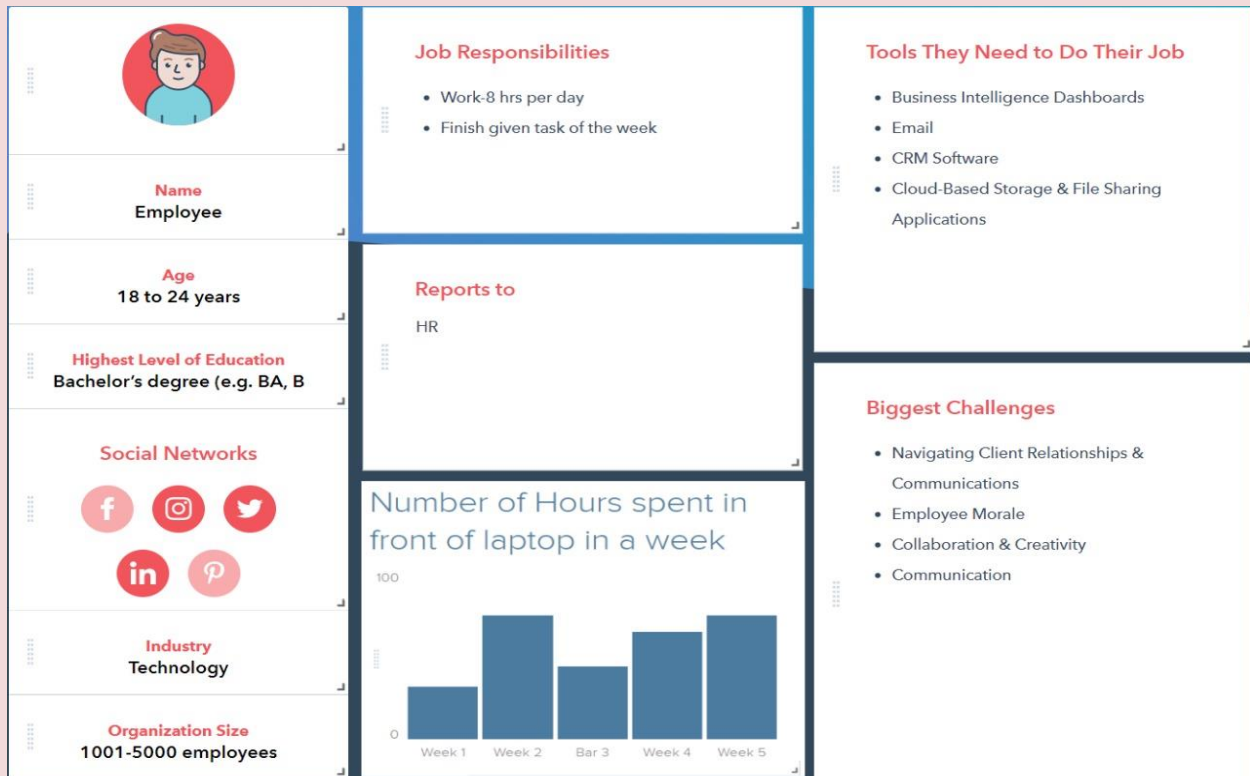 Name
Employee
Age
18 to 24 years
Highest Level of Education
Bachelor's degree (e.g. BA, B
Social Networks
f
in
Industry
Technology
Organization Size
1001-5000 employees
Job Responsibilities
• Work-8 hrs per day
• Finish given task of the week
Reports to
HR
Number of Hours spent in
front of laptop in a week
100
0
Week 1 Week 2 Bar 3 Week 4 Week 5
Tools They Need to Do Their Job
• Business Intelligence Dashboards
• Email
• CRM Software
• Cloud-Based Storage & File Sharing
Applications
Biggest Challenges
• Navigating Client Relationships &
Communications
• Employee Morale
• Collaboration & Creativity
• Communication